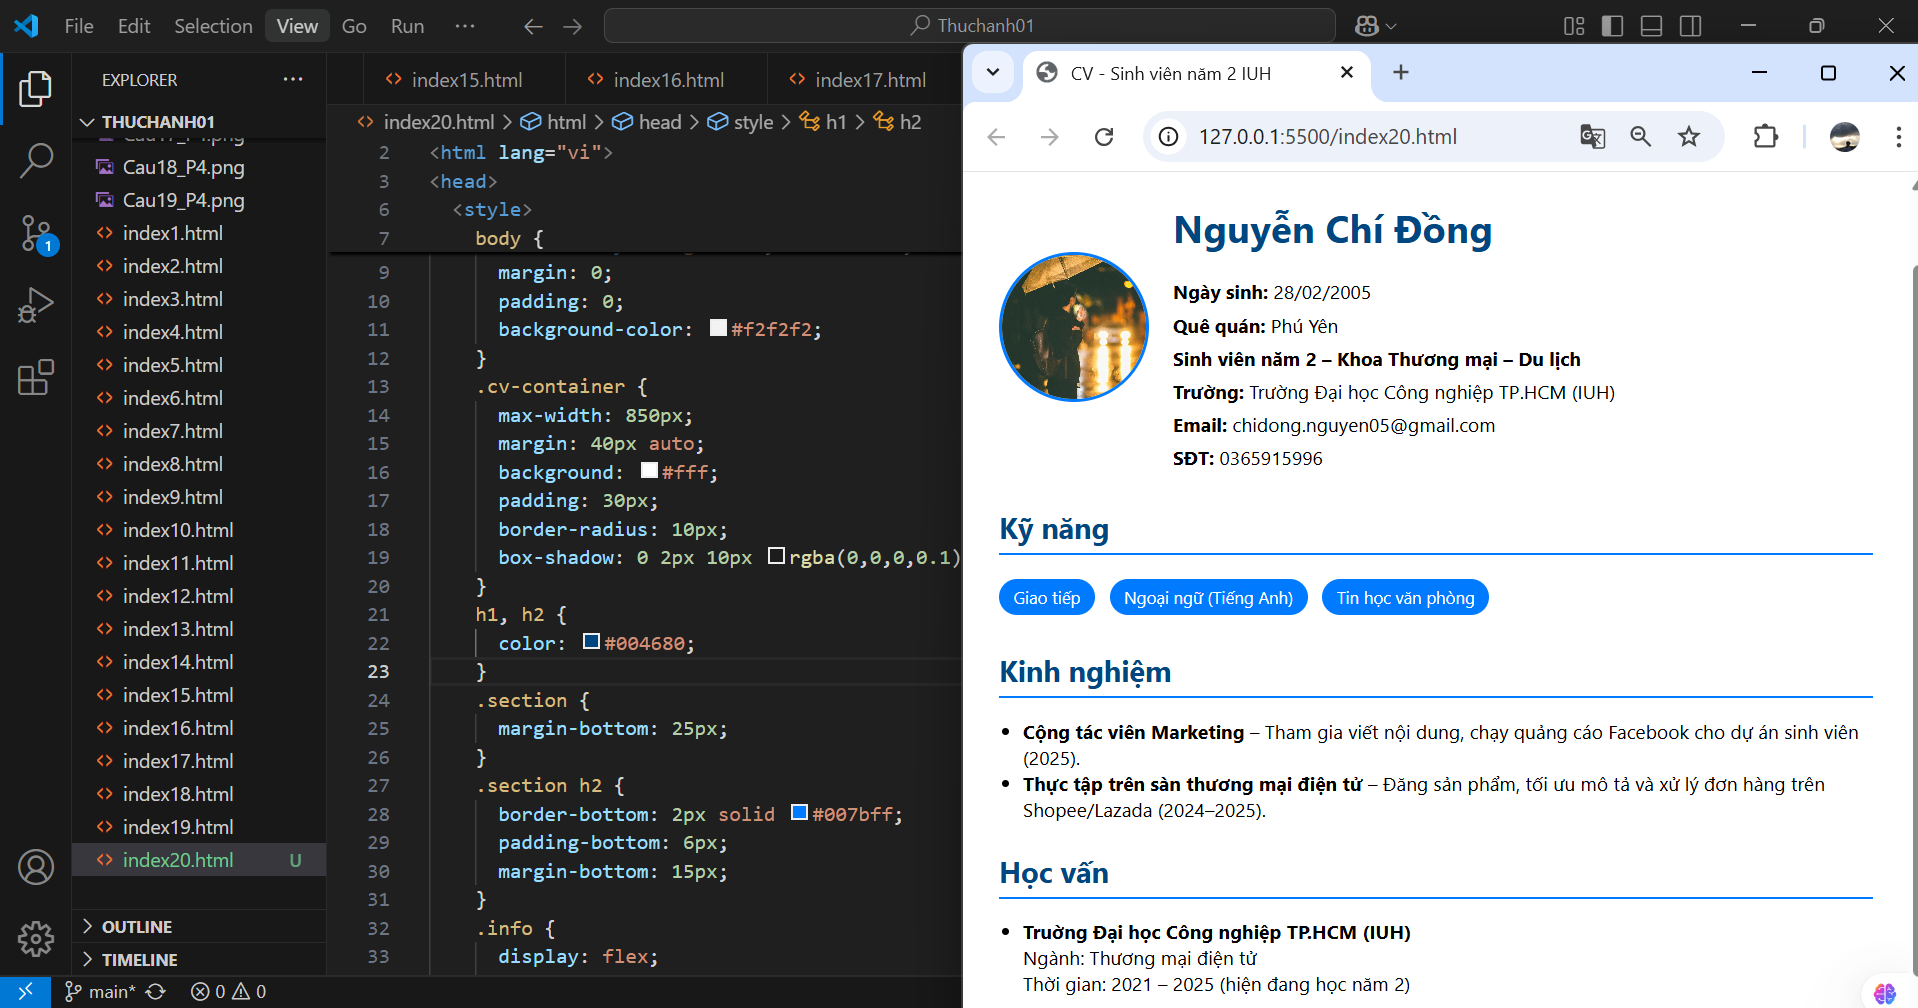 File Edit Selection View Go Run ··· Thuchanh01
EXPLORER ···
THUCHANH01
Cau17_P4.png
Cau18_P4.png
Cau19_P4.png
index1.html
index2.html
index3.html
index4.html
index5.html
index6.html
index7.html
index8.html
index9.html
index10.html
index11.html
index12.html
index13.html
index14.html
index15.html
index16.html
index17.html
index18.html
index19.html
index20.html U
OUTLINE
TIMELINE
1
main* 0 0
index15.html index16.html index17.html
index20.html > html > head > style > h1 > h2
2 <html lang="vi">
3 <head>
6 <style>
7 body {
9 margin: 0;
10 padding: 0;
11 background-color: #f2f2f2;
12 }
13 .cv-container {
14 max-width: 850px;
15 margin: 40px auto;
16 background: #fff;
17 padding: 30px;
18 border-radius: 10px;
19 box-shadow: 0 2px 10px rgba(0,0,0,0.1)
20 }
21 h1, h2 {
22 color: #004680;
23 }
24 .section {
25 margin-bottom: 25px;
26 }
27 .section h2 {
28 border-bottom: 2px solid #007bff;
29 padding-bottom: 6px;
30 margin-bottom: 15px;
31 }
32 .info {
33 display: flex;
CV - Sinh viên năm 2 IUH
127.0.0.1:5500/index20.html
Nguyễn Chí Đồng
Ngày sinh: 28/02/2005
Quê quán: Phú Yên
Sinh viên năm 2 – Khoa Thương mại – Du lịch
Trường: Trường Đại học Công nghiệp TP.HCM (IUH)
Email: chidong.nguyen05@gmail.com
SĐT: 0365915996
Kỹ năng
Giao tiếp Ngoại ngữ (Tiếng Anh) Tin học văn phòng
Kinh nghiệm
• Cộng tác viên Marketing – Tham gia viết nội dung, chạy quảng cáo Facebook cho dự án sinh viên
(2025).
• Thực tập trên sàn thương mại điện tử – Đăng sản phẩm, tối ưu mô tả và xử lý đơn hàng trên
Shopee/Lazada (2024–2025).
Học vấn
• Trường Đại học Công nghiệp TP.HCM (IUH)
Ngành: Thương mại điện tử
Thời gian: 2021 – 2025 (hiện đang học năm 2)